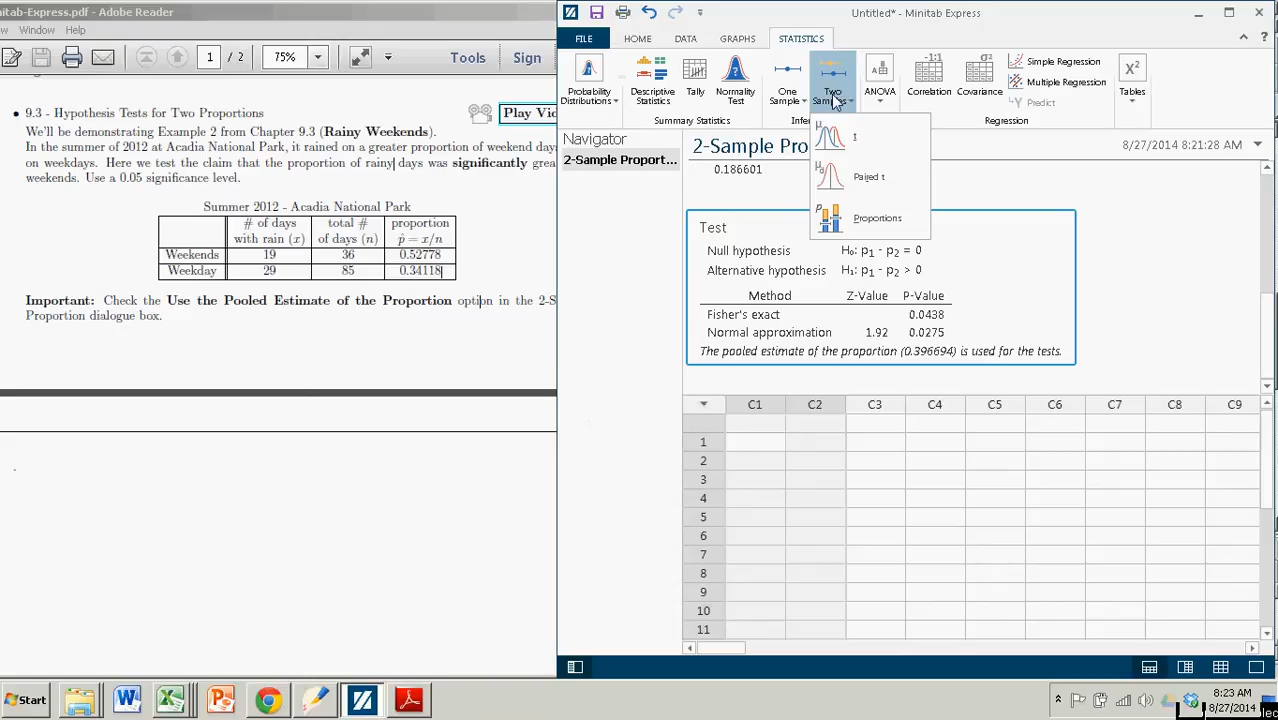 nitab-Express.pdf - Adobe Reader
Untitled* - Minitab Express
w Window Help
FILE HOME DATA GRAPHS STATISTICS
1 / 2 75% Tools Sign
Probability Distributions
Descriptive Statistics
Tally
Normality Test
One Sample
Two Samples
ANOVA
-1:1 Correlation
σ² Covariance
Simple Regression
Multiple Regression
Predict
X² Tables
Summary Statistics Infer Regression
• 9.3 - Hypothesis Tests for Two Proportions
Play Vid
We'll be demonstrating Example 2 from Chapter 9.3 (Rainy Weekends).
In the summer of 2012 at Acadia National Park, it rained on a greater proportion of weekend days
on weekdays. Here we test the claim that the proportion of rainy days was significantly grea
weekends. Use a 0.05 significance level.
Summer 2012 - Acadia National Park
# of days total # proportion
with rain (x) of days (n) p̂ = x/n
Weekends 19 36 0.52778
Weekday 29 85 0.34118
Important: Check the Use the Pooled Estimate of the Proportion option in the 2-S
Proportion dialogue box.
Navigator
2-Sample Proport...
2-Sample Pro
8/27/2014 8:21:28 AM
0.186601
μ t
μd Paired t
p Proportions
Test
Null hypothesis H₀: p₁ - p₂ = 0
Alternative hypothesis H₁: p₁ - p₂ > 0
Method Z-Value P-Value
Fisher's exact 0.0438
Normal approximation 1.92 0.0275
The pooled estimate of the proportion (0.396694) is used for the tests.
C1 C2 C3 C4 C5 C6 C7 C8 C9
1
2
3
4
5
6
7
8
9
10
11
Start
8:23 AM
8/27/2014